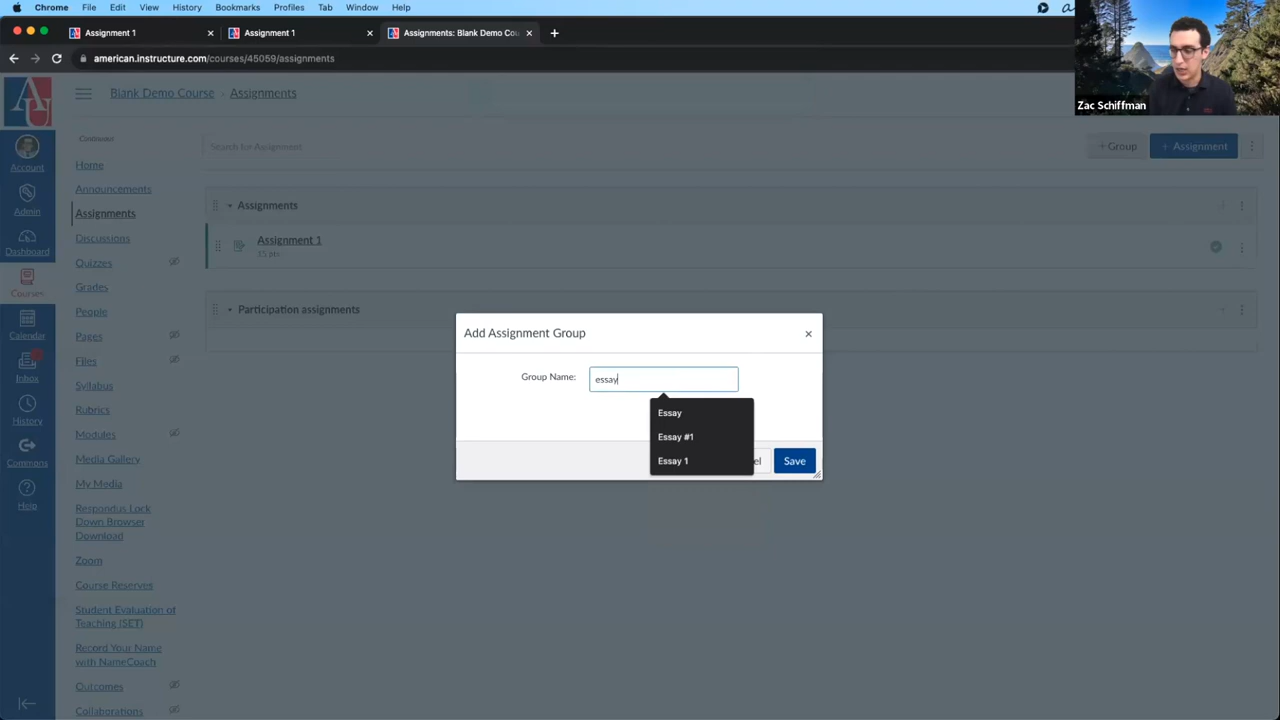 Chrome File Edit View History Bookmarks Profiles Tab Window Help
Assignment 1
Assignment 1
Assignments: Blank Demo Cou
american.instructure.com/courses/45059/assignments
Zac Schiffman
Blank Demo Course › Assignments
Account
Admin
Dashboard
Courses
Calendar
Inbox
History
Commons
Help
Home
Announcements
Assignments
Discussions
Quizzes
Grades
People
Pages
Files
Syllabus
Rubrics
Modules
Media Gallery
My Media
Respondus Lock
Down Browser
Download
Zoom
Course Reserves
Student Evaluation of
Teaching (SET)
Record Your Name
with NameCoach
Outcomes
Collaborations
Search for Assignment
+ Group
+ Assignment
Assignments
Assignment 1
15 pts
Participation assignments
Add Assignment Group
×
Group Name:
essay
Essay
Essay #1
Essay 1
el
Save